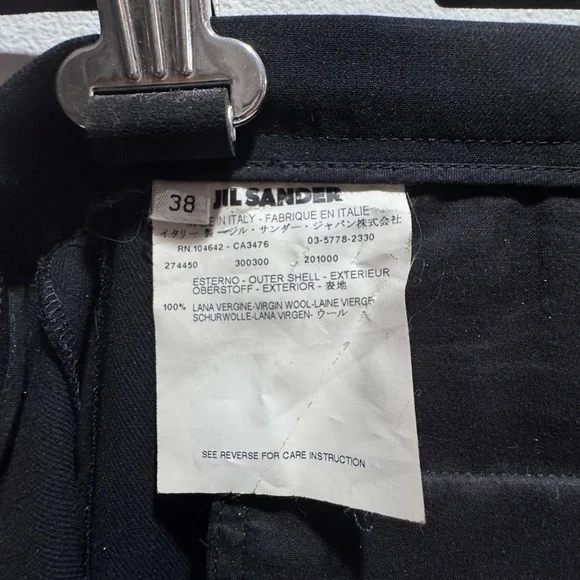 38
JIL SANDER
IN ITALY - FABRIQUE EN ITALIE
イタリー製 ジル・サンダー・ジャパン株式会社
RN.104642 - CA3476 03-5778-2330
274450 300300 201000
ESTERNO - OUTER SHELL - EXTERIEUR
OBERSTOFF - EXTERIOR - 表地
100% LANA VERGINE-VIRGIN WOOL-LAINE VIERGE
SCHURWOLLE-LANA VIRGEN- ウール
SEE REVERSE FOR CARE INSTRUCTION